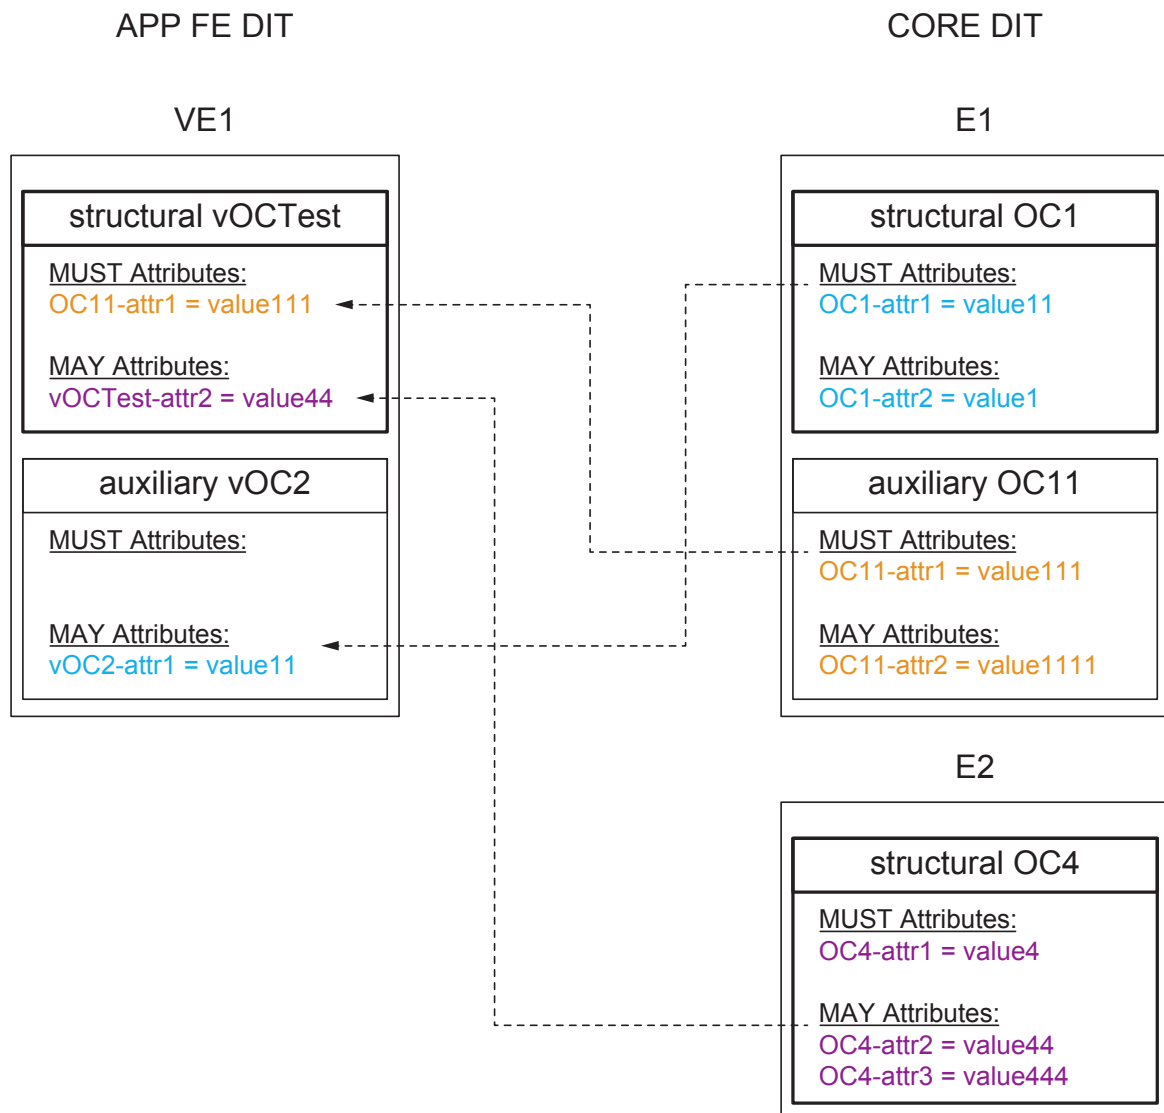 APP FE DIT
CORE DIT
VE1
structural vOCTest
MUST Attributes:
OC11-attr1 = value111
MAY Attributes:
vOCTest-attr2 = value44
auxiliary vOC2
MUST Attributes:
MAY Attributes:
vOC2-attr1 = value11
E1
structural OC1
MUST Attributes:
OC1-attr1 = value11
MAY Attributes:
OC1-attr2 = value1
auxiliary OC11
MUST Attributes:
OC11-attr1 = value111
MAY Attributes:
OC11-attr2 = value1111
E2
structural OC4
MUST Attributes:
OC4-attr1 = value4
MAY Attributes:
OC4-attr2 = value44
OC4-attr3 = value444